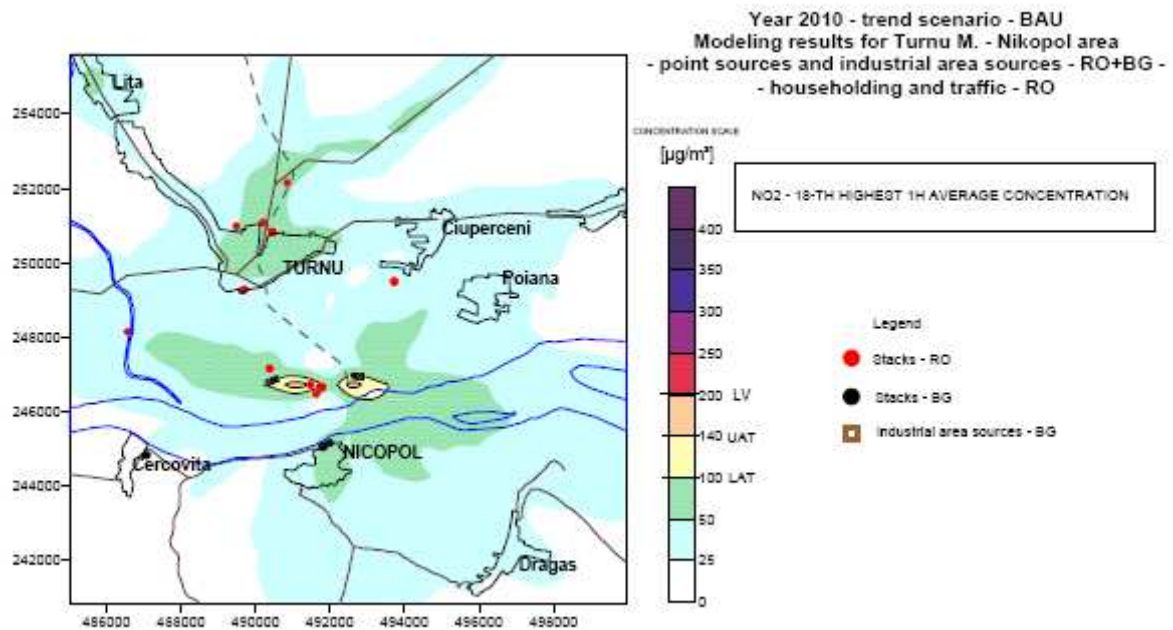 Year 2010 - trend scenario - BAU
Modeling results for Turnu M. - Nikopol area
- point sources and industrial area sources - RO+BG -
- householding and traffic - RO
CONCENTRATION SCALE
[µg/m³]
NO2 - 18-TH HIGHEST 1H AVERAGE CONCENTRATION
400
350
300
250
200 LV
140 UAT
100 LAT
50
25
0
Legend
Stacks - RO
Stacks - BG
Industrial area sources - BG
Lita
Ciuperceni
TURNU
Poiana
NICOPOL
Cercovita
Dragas
254000
252000
250000
248000
246000
244000
242000
486000 488000 490000 492000 494000 496000 498000